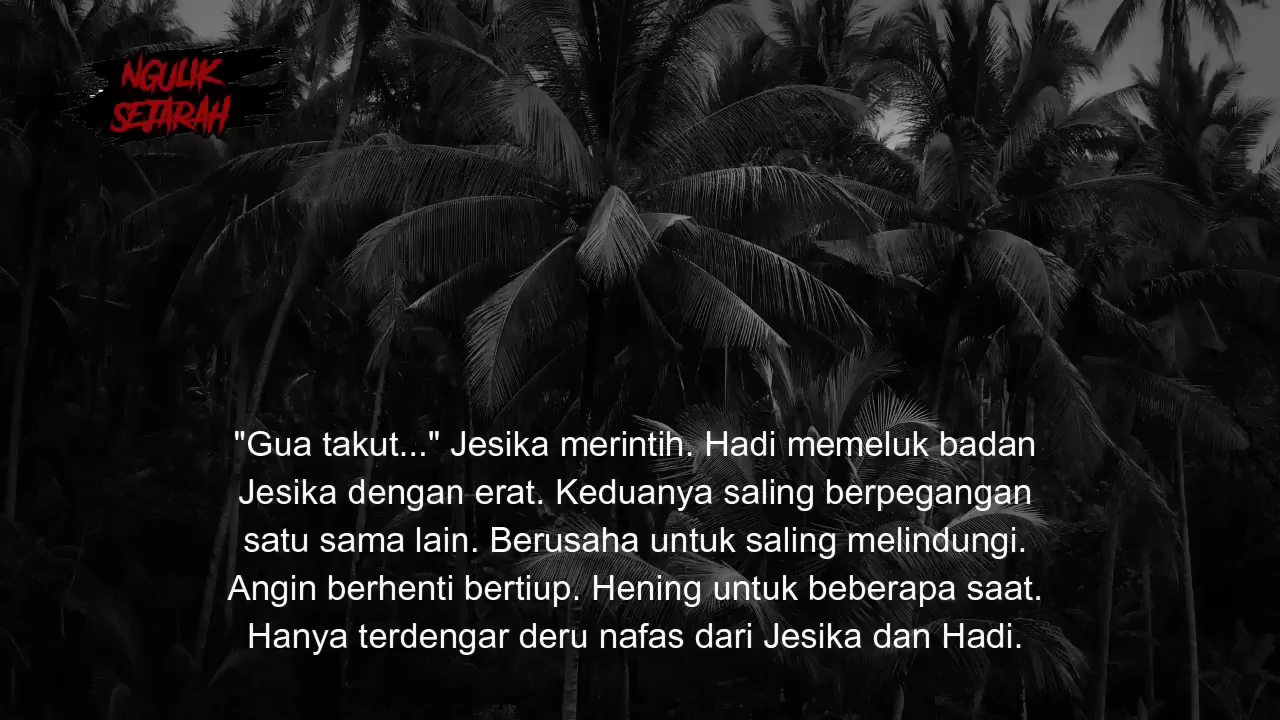 NGULIK
SEJARAH
"Gua takut..." Jesika merintih. Hadi memeluk badan
Jesika dengan erat. Keduanya saling berpegangan
satu sama lain. Berusaha untuk saling melindungi.
Angin berhenti bertiup. Hening untuk beberapa saat.
Hanya terdengar deru nafas dari Jesika dan Hadi.